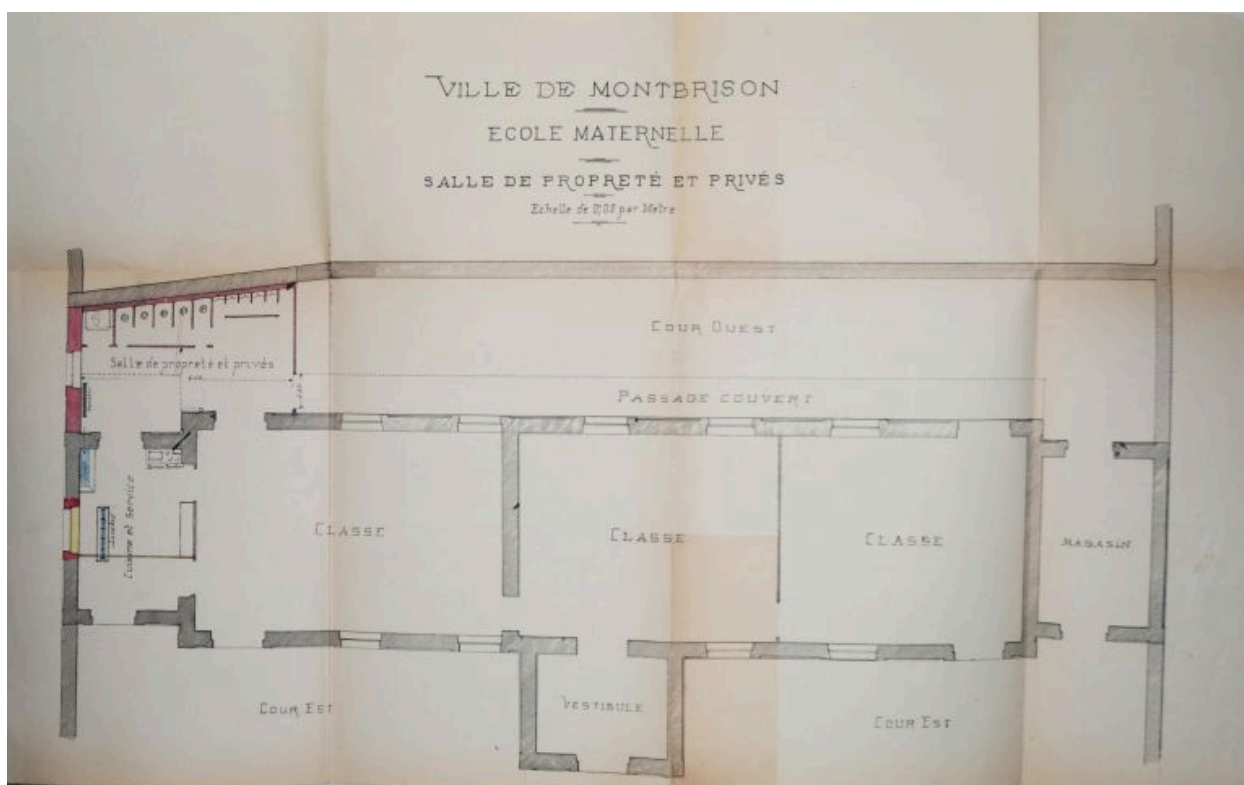 VILLE DE MONTBRISON
ECOLE MATERNELLE
SALLE DE PROPRETÉ ET PRIVÉS
Echelle de 0,02 par Mètre
COUR OUEST
Salle de propreté et privés
PASSAGE COUVERT
CLASSE
CLASSE
CLASSE
MAGASIN
Cuisine et Service
COUR EST
VESTIBULE
COUR EST